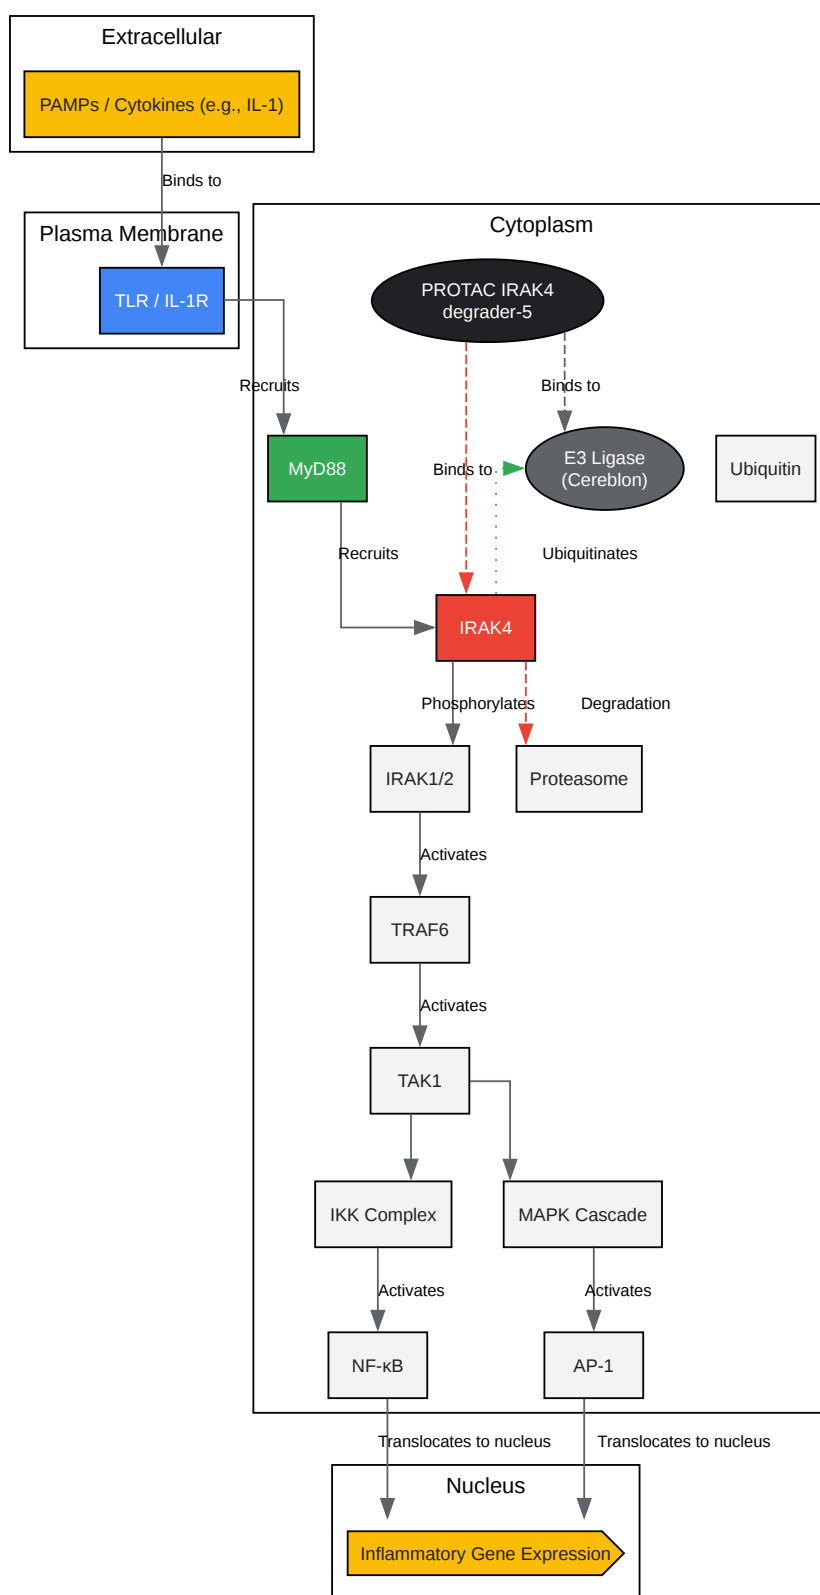 Extracellular
PAMPs / Cytokines (e.g., IL-1)
Binds to
Plasma Membrane
TLR / IL-1R
Cytoplasm
PROTAC IRAK4
degrader-5
Recruits
Binds to
MyD88
Binds to
E3 Ligase
(Cereblon)
Ubiquitin
Recruits
Ubiquitinates
IRAK4
Phosphorylates
Degradation
IRAK1/2
Proteasome
Activates
TRAF6
Activates
TAK1
IKK Complex
MAPK Cascade
Activates
Activates
NF-κB
AP-1
Translocates to nucleus
Translocates to nucleus
Nucleus
Inflammatory Gene Expression